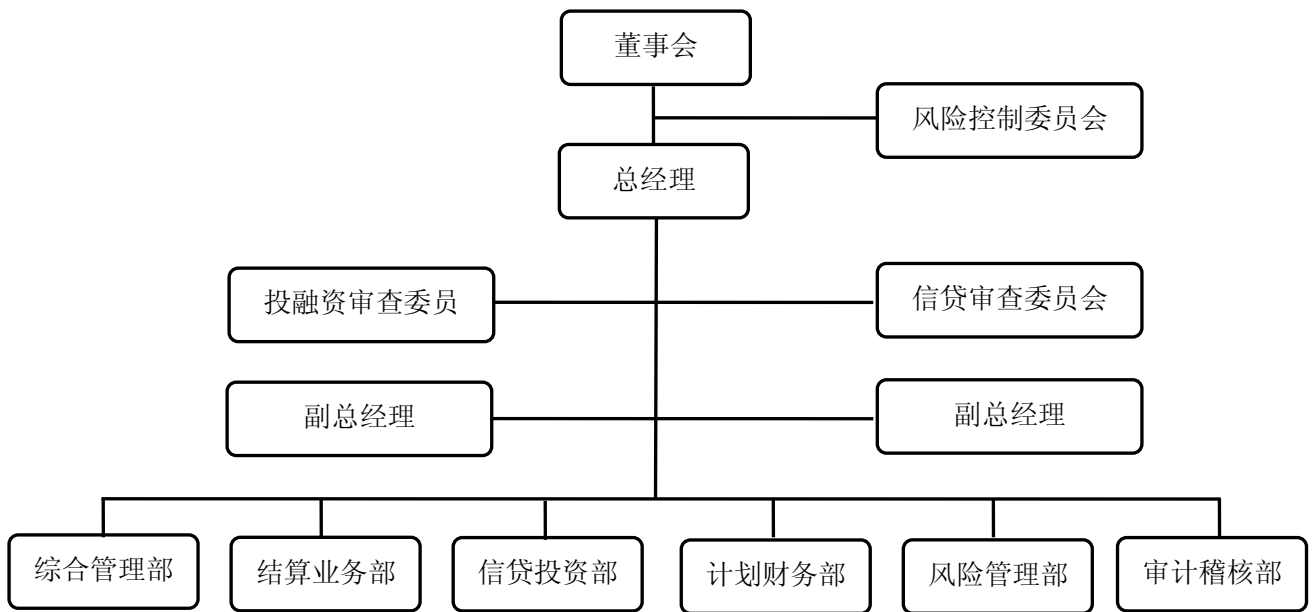 董事会
风险控制委员会
总经理
投融资审查委员
信贷审查委员会
副总经理
副总经理
综合管理部
结算业务部
信贷投资部
计划财务部
风险管理部
审计稽核部